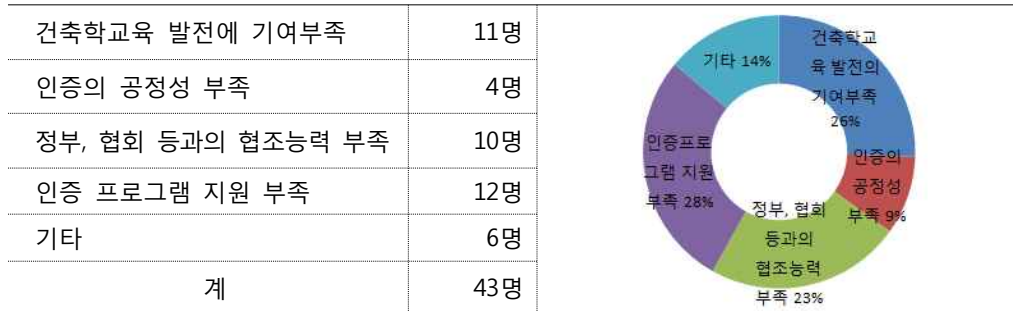 건축학교육 발전에 기여부족 11명
인증의 공정성 부족 4명
정부, 협회 등과의 협조능력 부족 10명
인증 프로그램 지원 부족 12명
기타 6명
계 43명
건축학교
육 발전의
기여부족
26%
인증의
공정성
부족 9%
정부, 협회
등과의
협조능력
부족 23%
인증프로
그램 지원
부족 28%
기타 14%